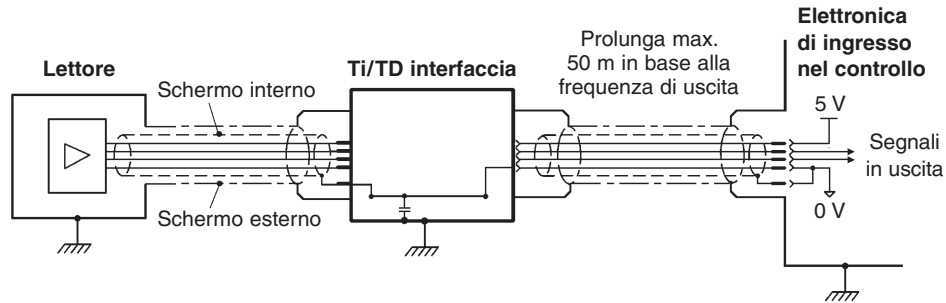 Lettore
Schermo interno
Schermo esterno
Ti/TD interfaccia
Prolunga max.
50 m in base alla
frequenza di uscita
Elettronica
di ingresso
nel controllo
5 V
Segnali
in uscita
0 V